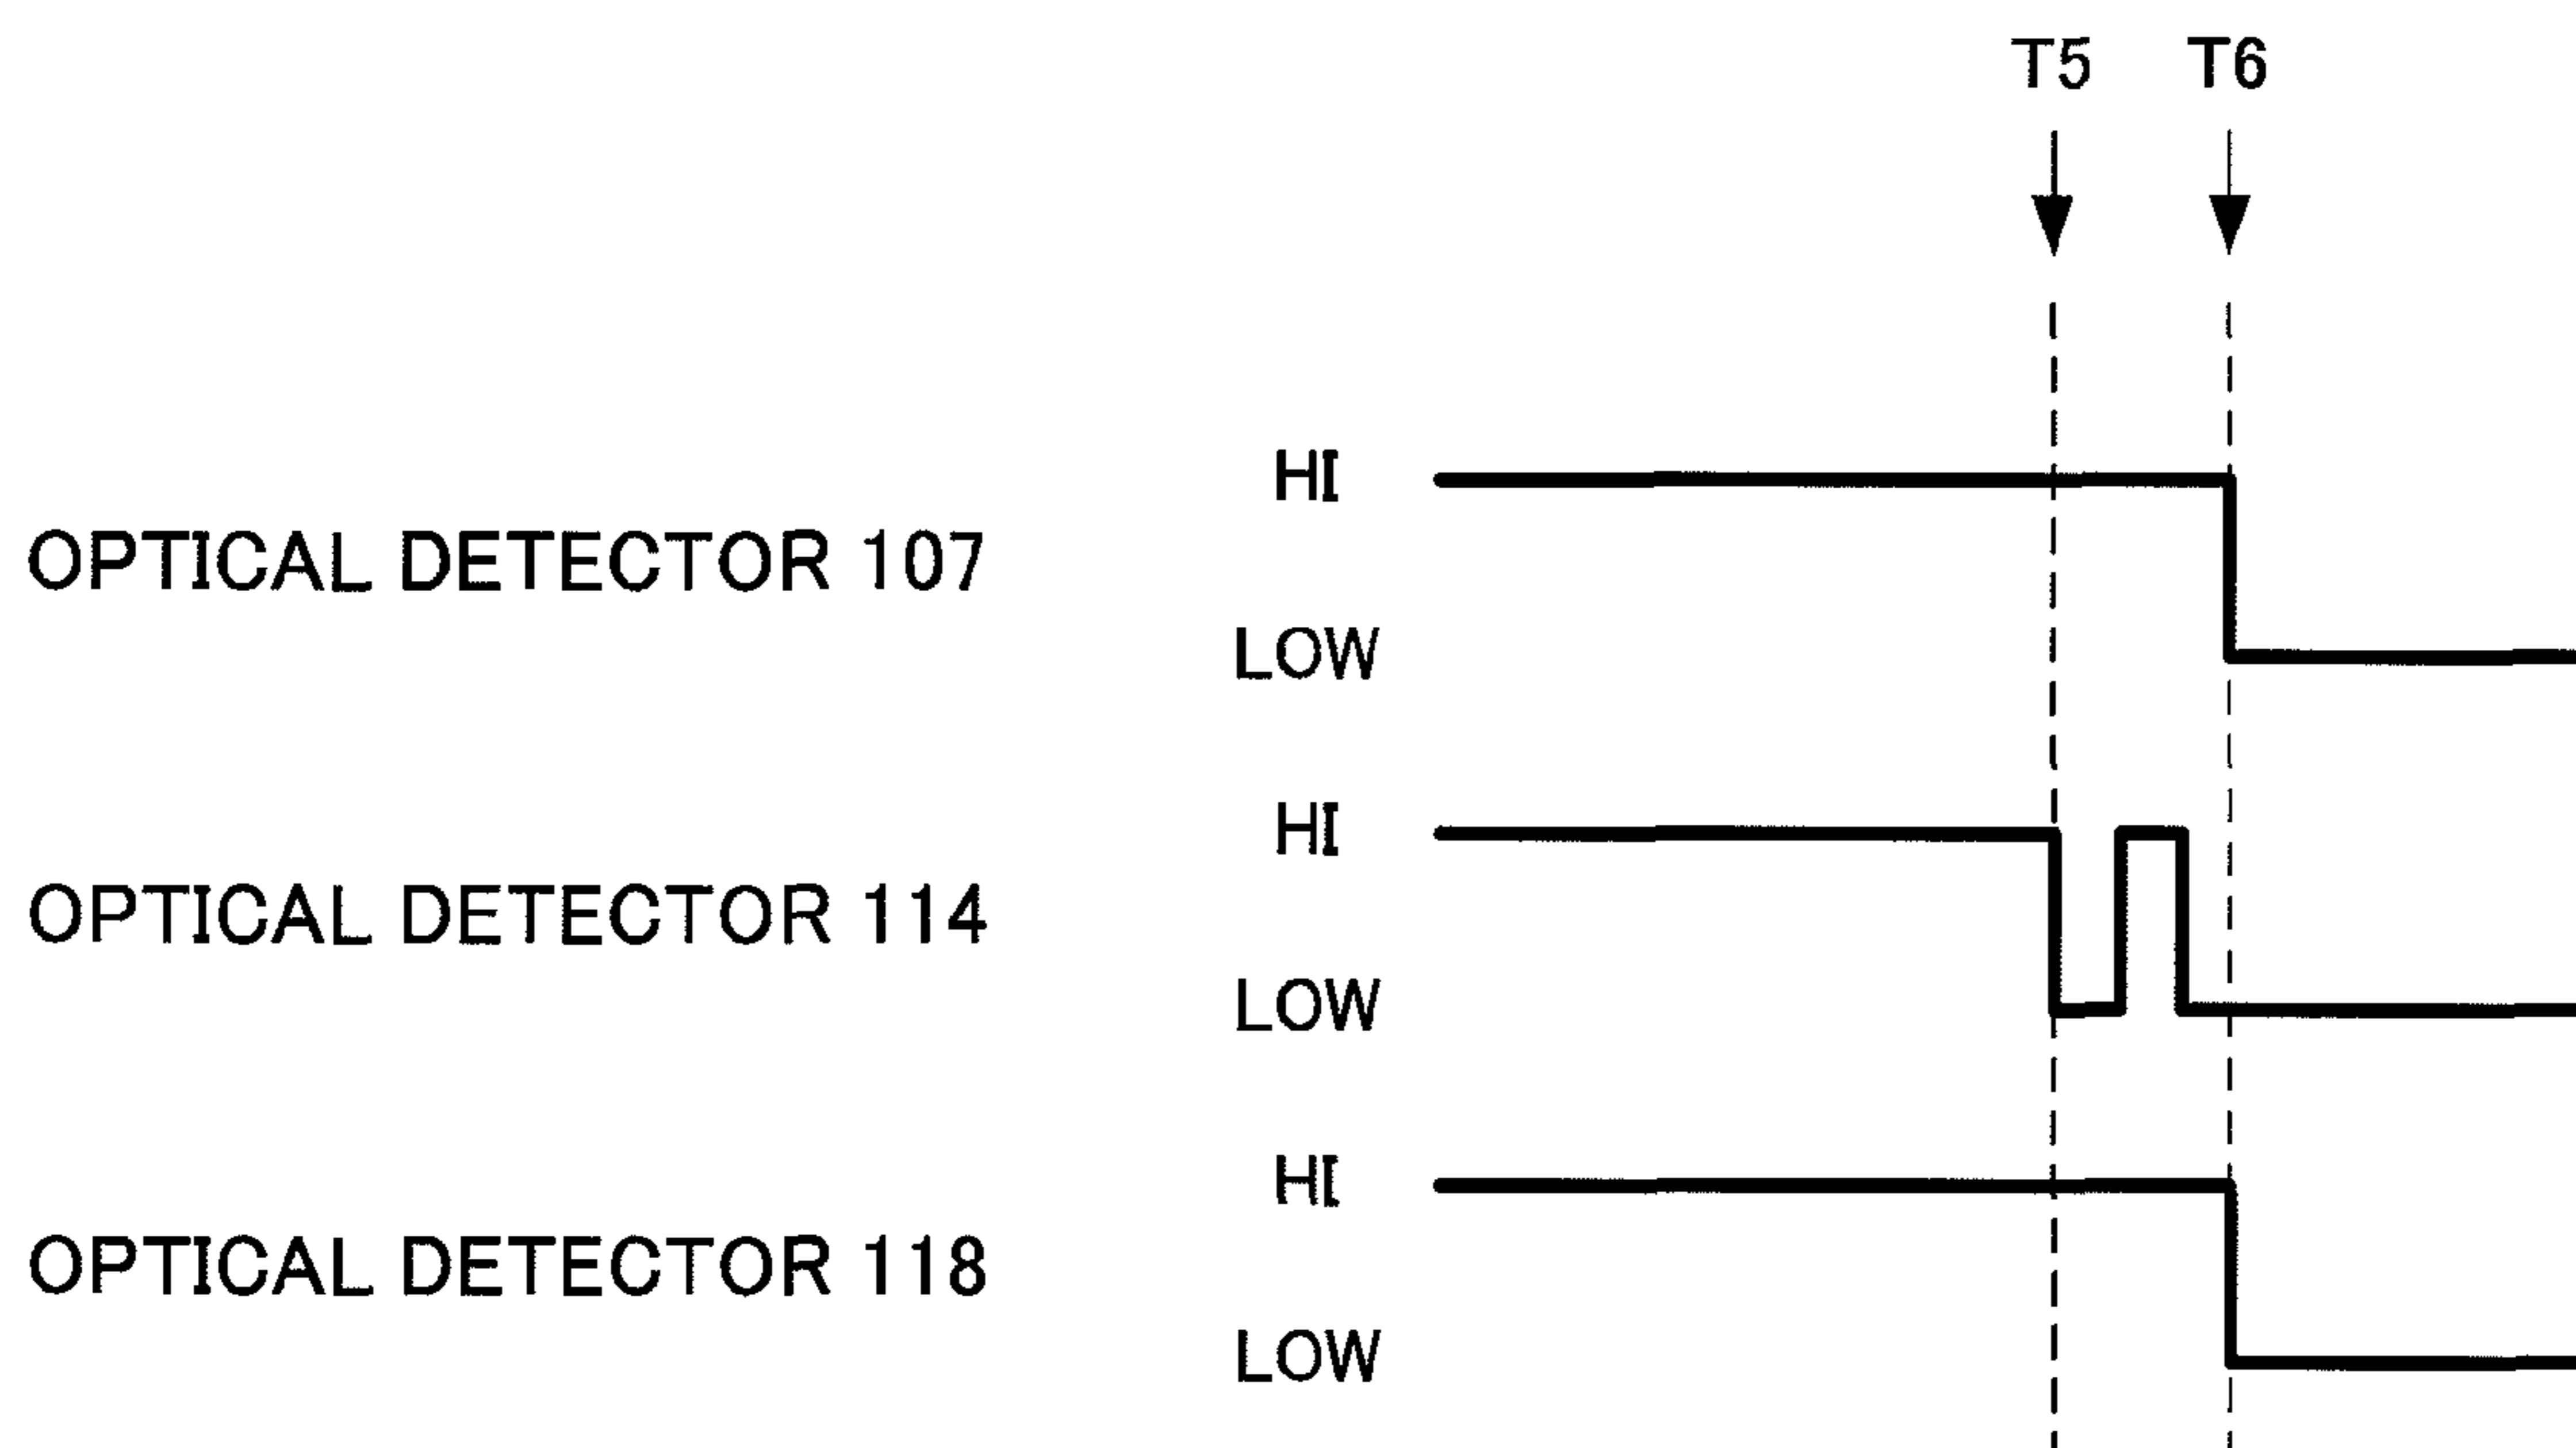 T5 T6
HI
OPTICAL DETECTOR 107
LOW
HI
OPTICAL DETECTOR 114
LOW
HI
OPTICAL DETECTOR 118
LOW